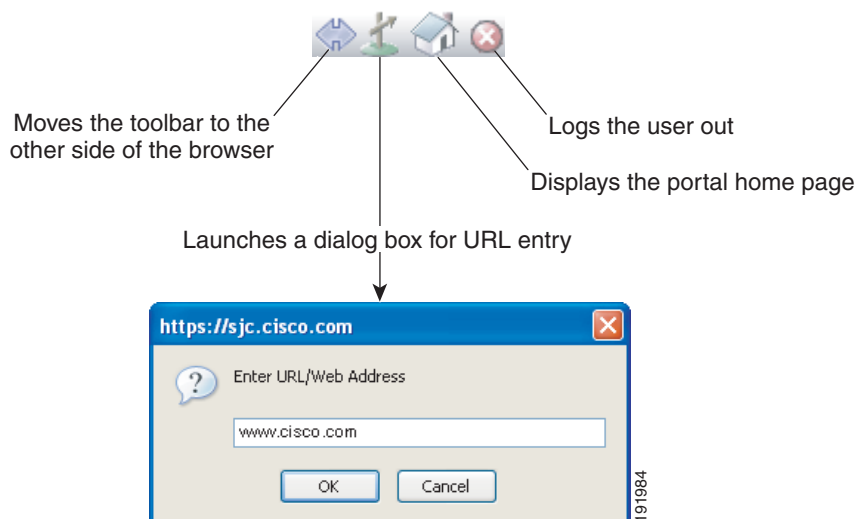 Moves the toolbar to the
other side of the browser
Logs the user out
Displays the portal home page
Launches a dialog box for URL entry
https://sjc.cisco.com
Enter URL/Web Address
www.cisco.com
OK
Cancel
191984